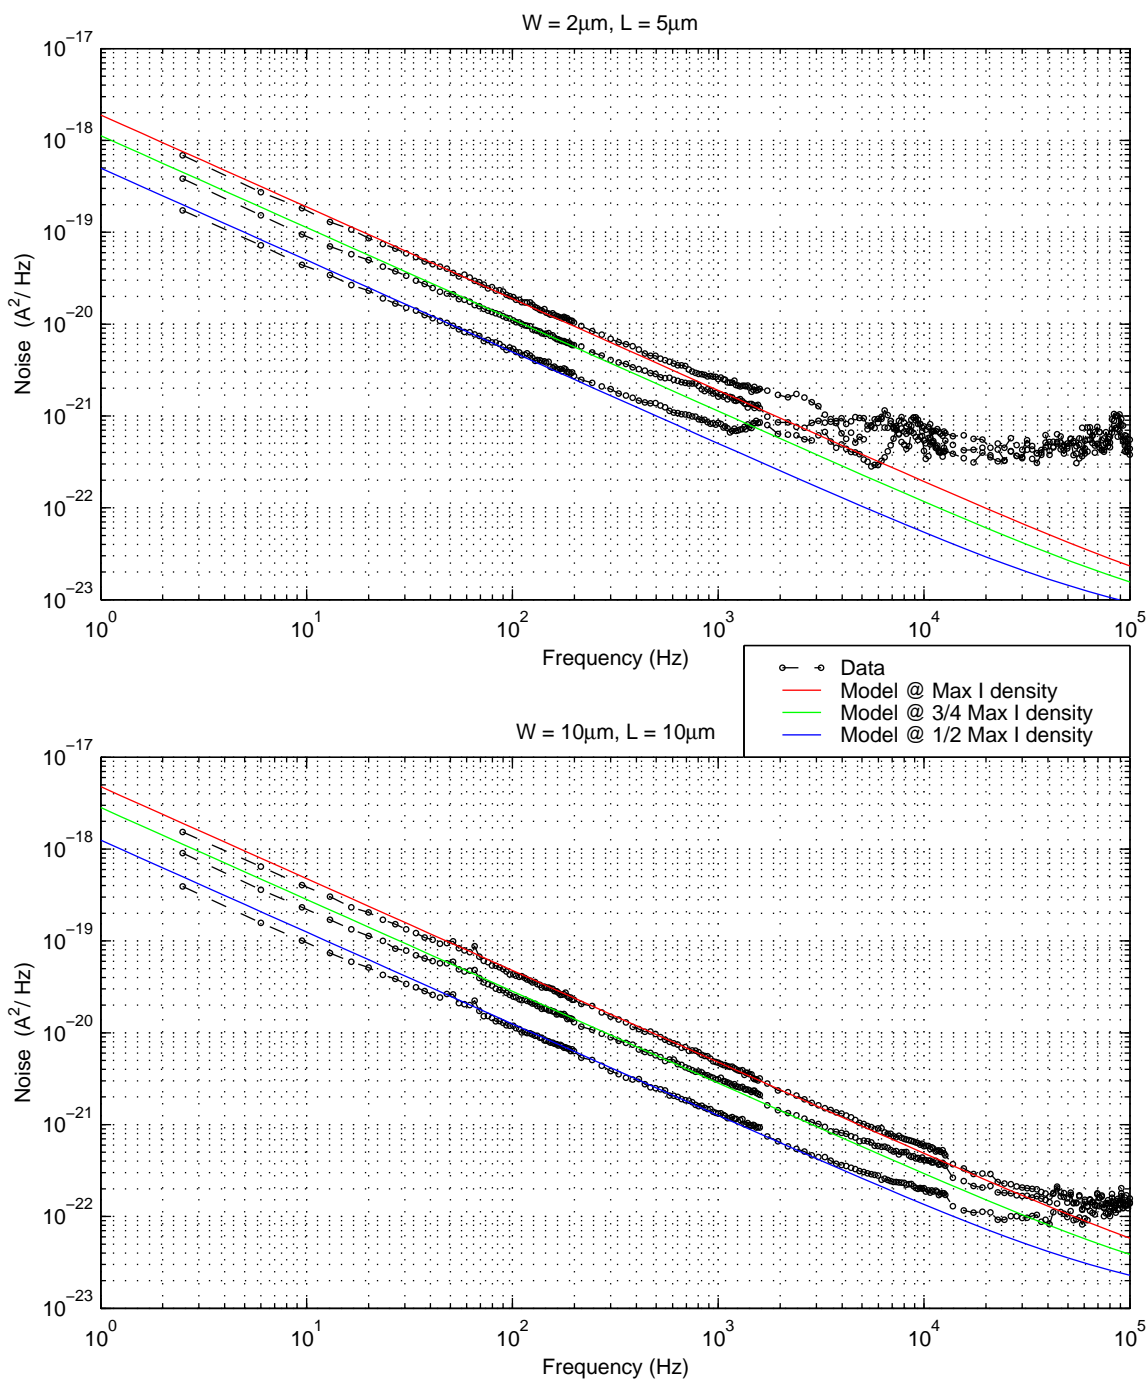 W = 2μm, L = 5μm
10^-17
10^-18
10^-19
10^-20
10^-21
10^-22
10^-23
Noise (A^2/ Hz)
10^0 10^1 10^2 10^3 10^4 10^5
Frequency (Hz)
Data
Model @ Max I density
Model @ 3/4 Max I density
Model @ 1/2 Max I density
W = 10μm, L = 10μm
10^-17
10^-18
10^-19
10^-20
10^-21
10^-22
10^-23
Noise (A^2/ Hz)
10^0 10^1 10^2 10^3 10^4 10^5
Frequency (Hz)